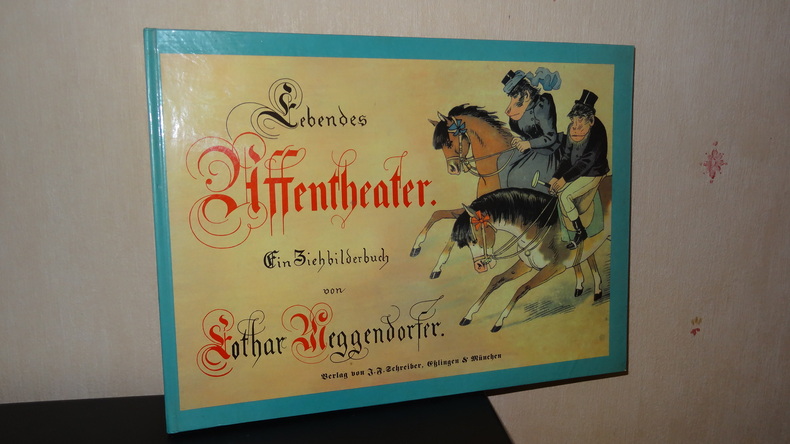 Lebendes
Affentheater.
Ein Ziehbilderbuch
von
Lothar Meggendorfer.
Verlag von J. F. Schreiber, Eßlingen & München